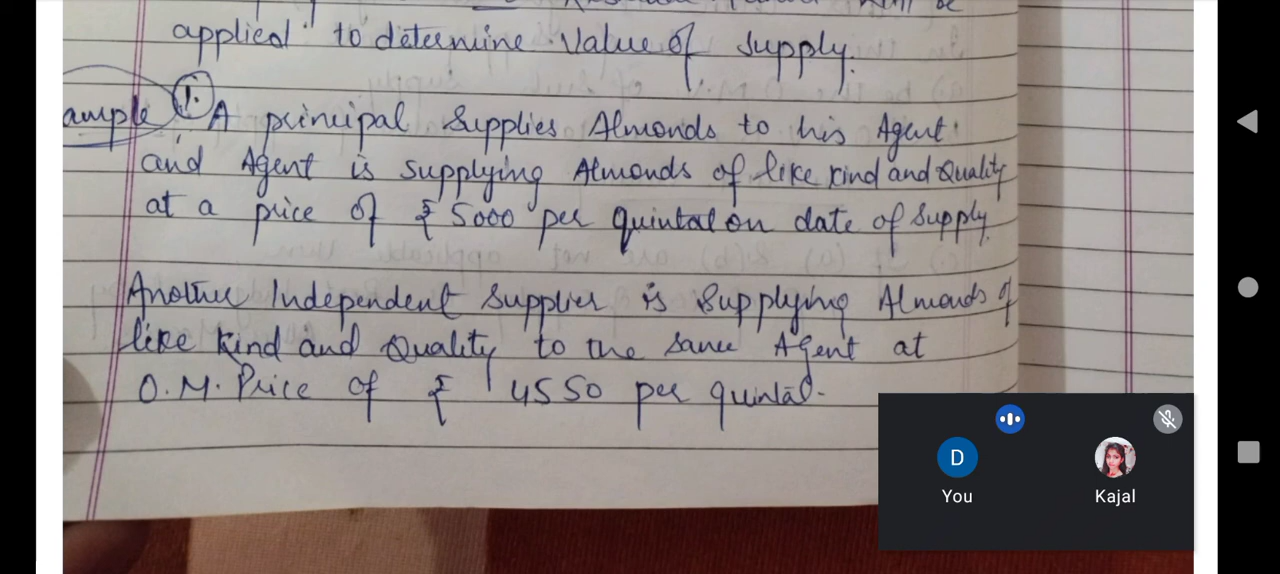 applied to determine Value of Supply.
ample 1. A principal Supplies Almonds to his Agent
and Agent is supplying Almonds of like kind and Quality
at a price of ₹ 5000 per quintal on date of supply.
Another Independent Supplier is Supplying Almonds of
like kind and Quality to the same Agent at
O.M. Price of ₹ 4550 per quintal.
D
You
Kajal